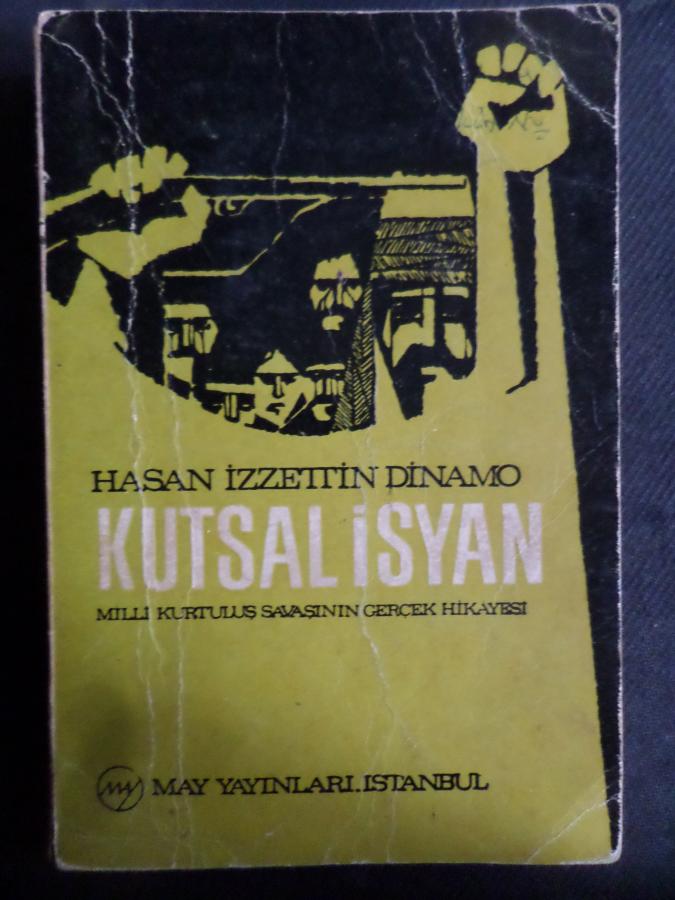 HASAN İZZETTİN DİNAMO
KUTSAL İSYAN
MİLLİ KURTULUŞ SAVAŞININ GERÇEK HİKAYESİ
my MAY YAYINLARI.ISTANBUL